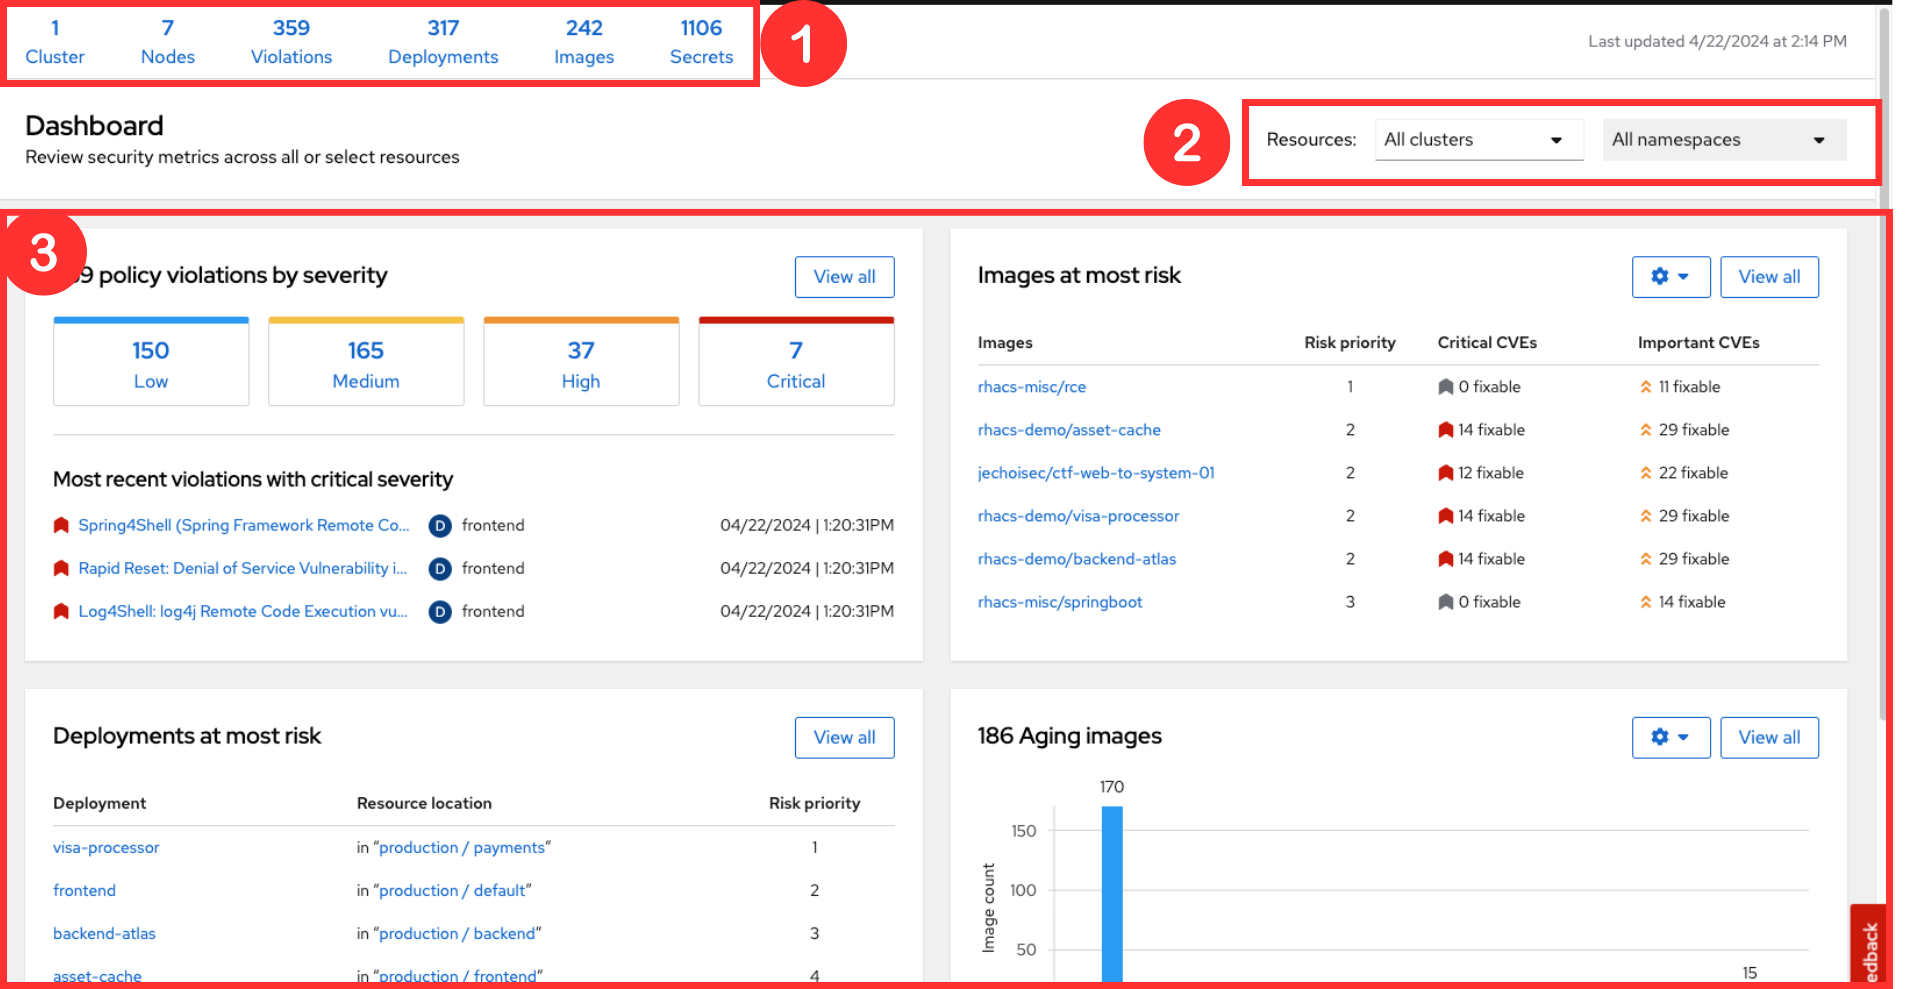 1 7 359 242 317 1106
Cluster Nodes Violations Deployments Images Secrets
1
Last updated 4/22/2024 at 2:14 PM
Dashboard
Review security metrics across all or select resources
2
Resources: All clusters All namespaces
3
9 policy violations by severity
View all
150 165 37 7
Low Medium High Critical
Most recent violations with critical severity
Spring4Shell (Spring Framework Remote Co... D frontend 04/22/2024 | 1:20:31PM
Rapid Reset: Denial of Service Vulnerability i... D frontend 04/22/2024 | 1:20:31PM
Log4Shell: log4j Remote Code Execution vu... D frontend 04/22/2024 | 1:20:31PM
Images at most risk
View all
Images Risk priority Critical CVEs Important CVEs
rhacs-misc/rce 1 0 fixable 11 fixable
rhacs-demo/asset-cache 2 14 fixable 29 fixable
jechoisec/ctf-web-to-system-01 2 12 fixable 22 fixable
rhacs-demo/visa-processor 2 14 fixable 29 fixable
rhacs-demo/backend-atlas 2 14 fixable 29 fixable
rhacs-misc/springboot 3 0 fixable 14 fixable
Deployments at most risk
View all
Deployment Resource location Risk priority
visa-processor in "production / payments" 1
frontend in "production / default" 2
backend-atlas in "production / backend" 3
asset-cache in "production / frontend" 4
186 Aging images
View all
170
150
100
50
Image count
15
edback